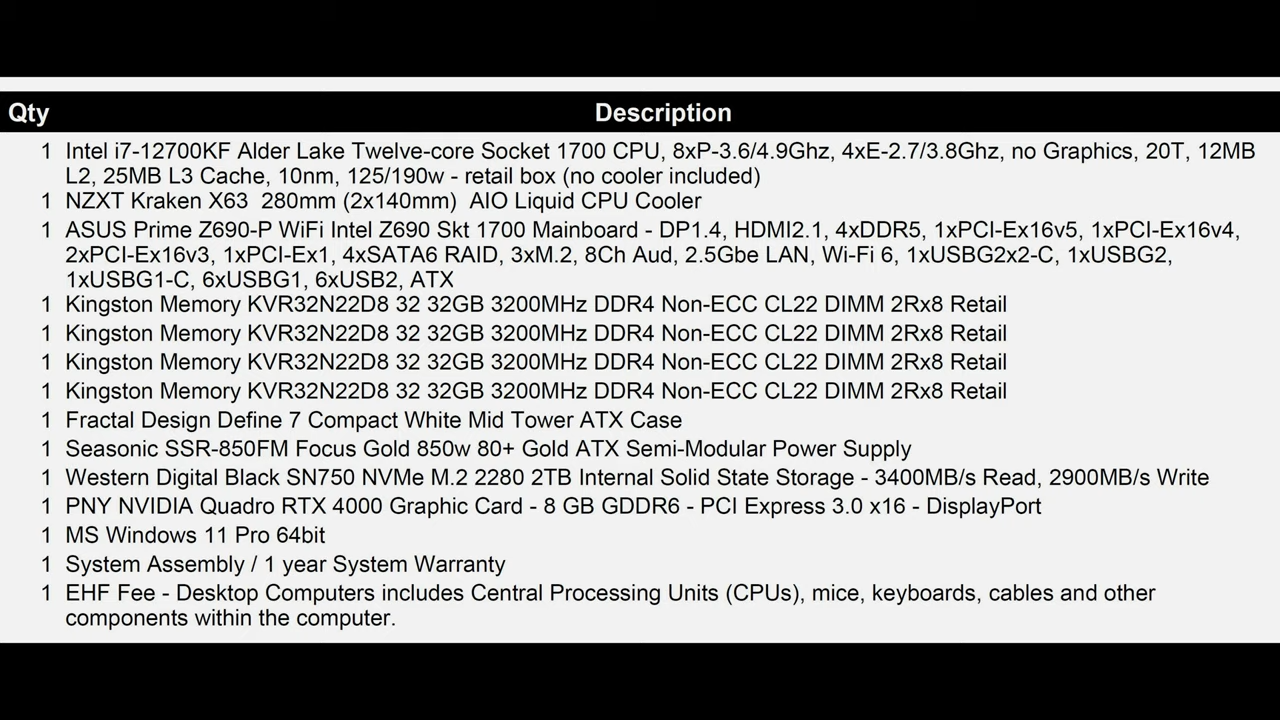 Qty Description
1 Intel i7-12700KF Alder Lake Twelve-core Socket 1700 CPU, 8xP-3.6/4.9Ghz, 4xE-2.7/3.8Ghz, no Graphics, 20T, 12MB
L2, 25MB L3 Cache, 10nm, 125/190w - retail box (no cooler included)
1 NZXT Kraken X63  280mm (2x140mm)  AIO Liquid CPU Cooler
1 ASUS Prime Z690-P WiFi Intel Z690 Skt 1700 Mainboard - DP1.4, HDMI2.1, 4xDDR5, 1xPCI-Ex16v5, 1xPCI-Ex16v4,
2xPCI-Ex16v3, 1xPCI-Ex1, 4xSATA6 RAID, 3xM.2, 8Ch Aud, 2.5Gbe LAN, Wi-Fi 6, 1xUSBG2x2-C, 1xUSBG2,
1xUSBG1-C, 6xUSBG1, 6xUSB2, ATX
1 Kingston Memory KVR32N22D8 32 32GB 3200MHz DDR4 Non-ECC CL22 DIMM 2Rx8 Retail
1 Kingston Memory KVR32N22D8 32 32GB 3200MHz DDR4 Non-ECC CL22 DIMM 2Rx8 Retail
1 Kingston Memory KVR32N22D8 32 32GB 3200MHz DDR4 Non-ECC CL22 DIMM 2Rx8 Retail
1 Kingston Memory KVR32N22D8 32 32GB 3200MHz DDR4 Non-ECC CL22 DIMM 2Rx8 Retail
1 Fractal Design Define 7 Compact White Mid Tower ATX Case
1 Seasonic SSR-850FM Focus Gold 850w 80+ Gold ATX Semi-Modular Power Supply
1 Western Digital Black SN750 NVMe M.2 2280 2TB Internal Solid State Storage - 3400MB/s Read, 2900MB/s Write
1 PNY NVIDIA Quadro RTX 4000 Graphic Card - 8 GB GDDR6 - PCI Express 3.0 x16 - DisplayPort
1 MS Windows 11 Pro 64bit
1 System Assembly / 1 year System Warranty
1 EHF Fee - Desktop Computers includes Central Processing Units (CPUs), mice, keyboards, cables and other
components within the computer.